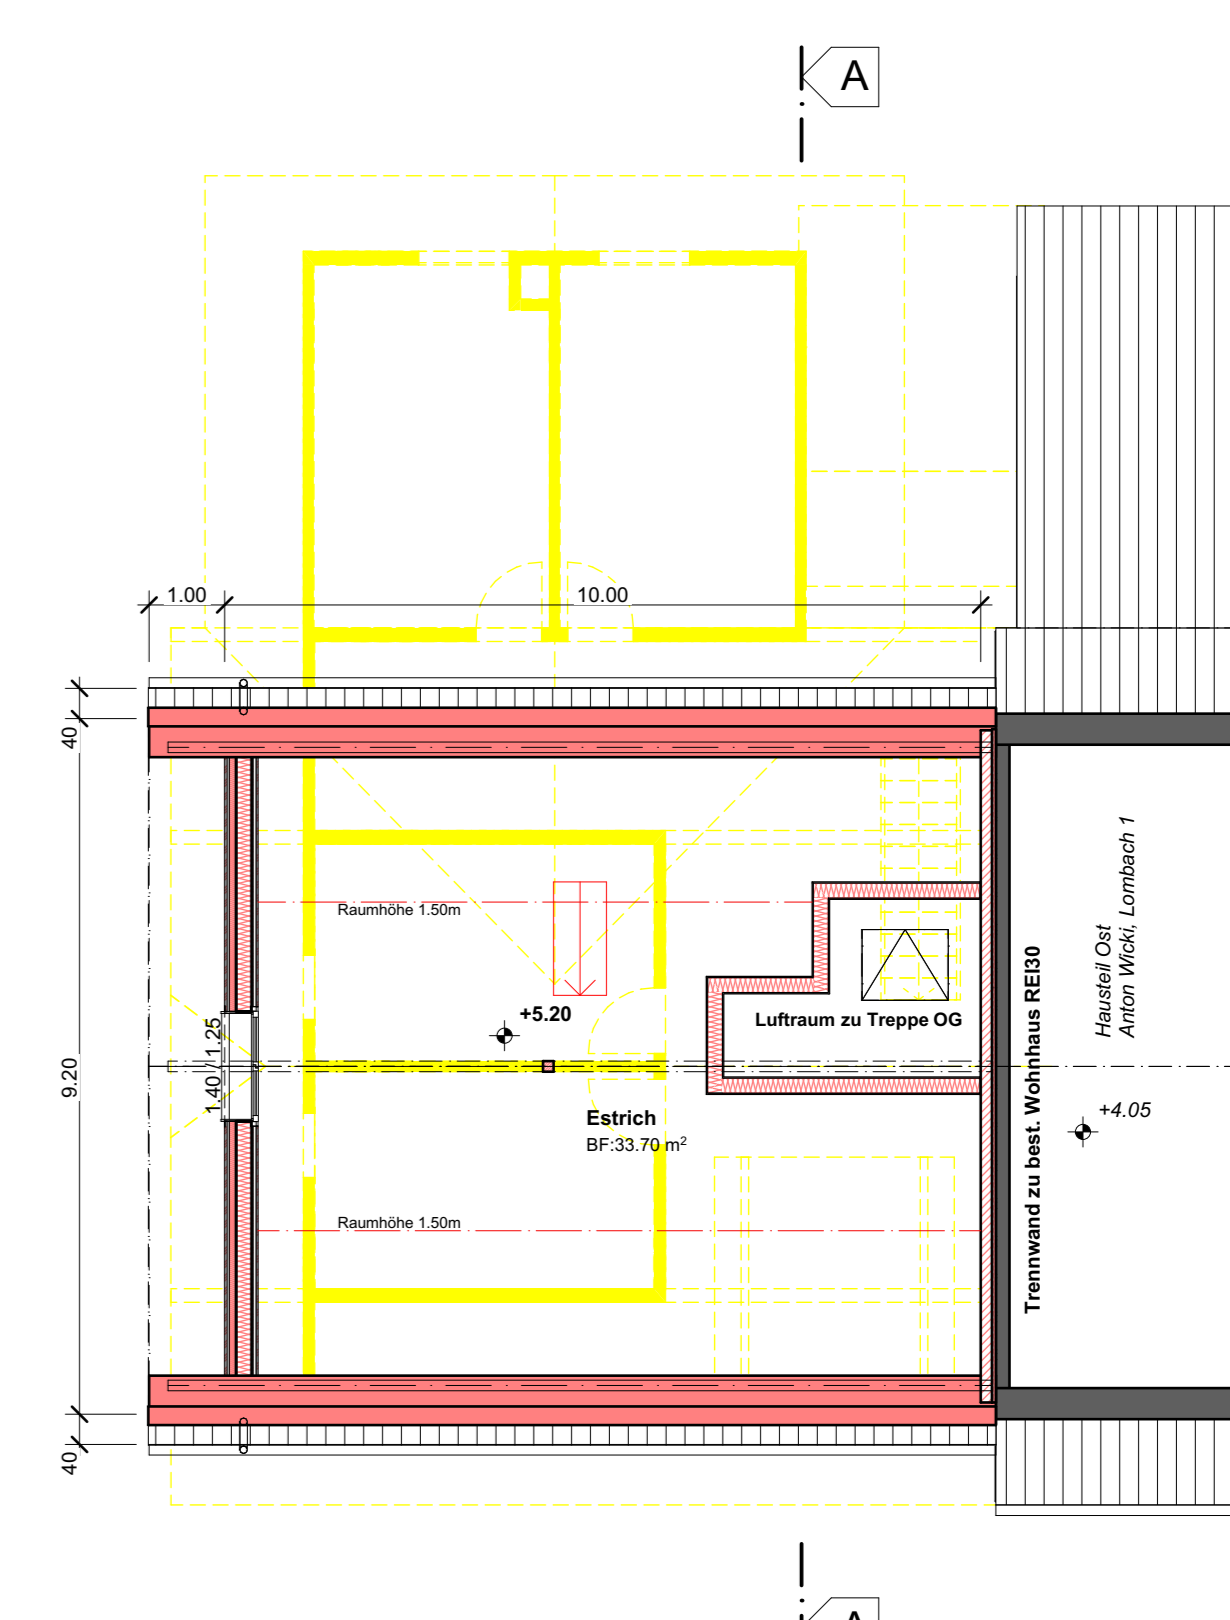 A
1.00
10.00
40
Raumhöhe 1.50m
+5.20
Luftraum zu Treppe OG
1.40 / 1.25
9.20
Estrich
BF:33.70 m²
Raumhöhe 1.50m
Trennwand zu best. Wohnhaus REI30
Hausteil Ost
Anton Wicki, Lombach 1
+4.05
40
A